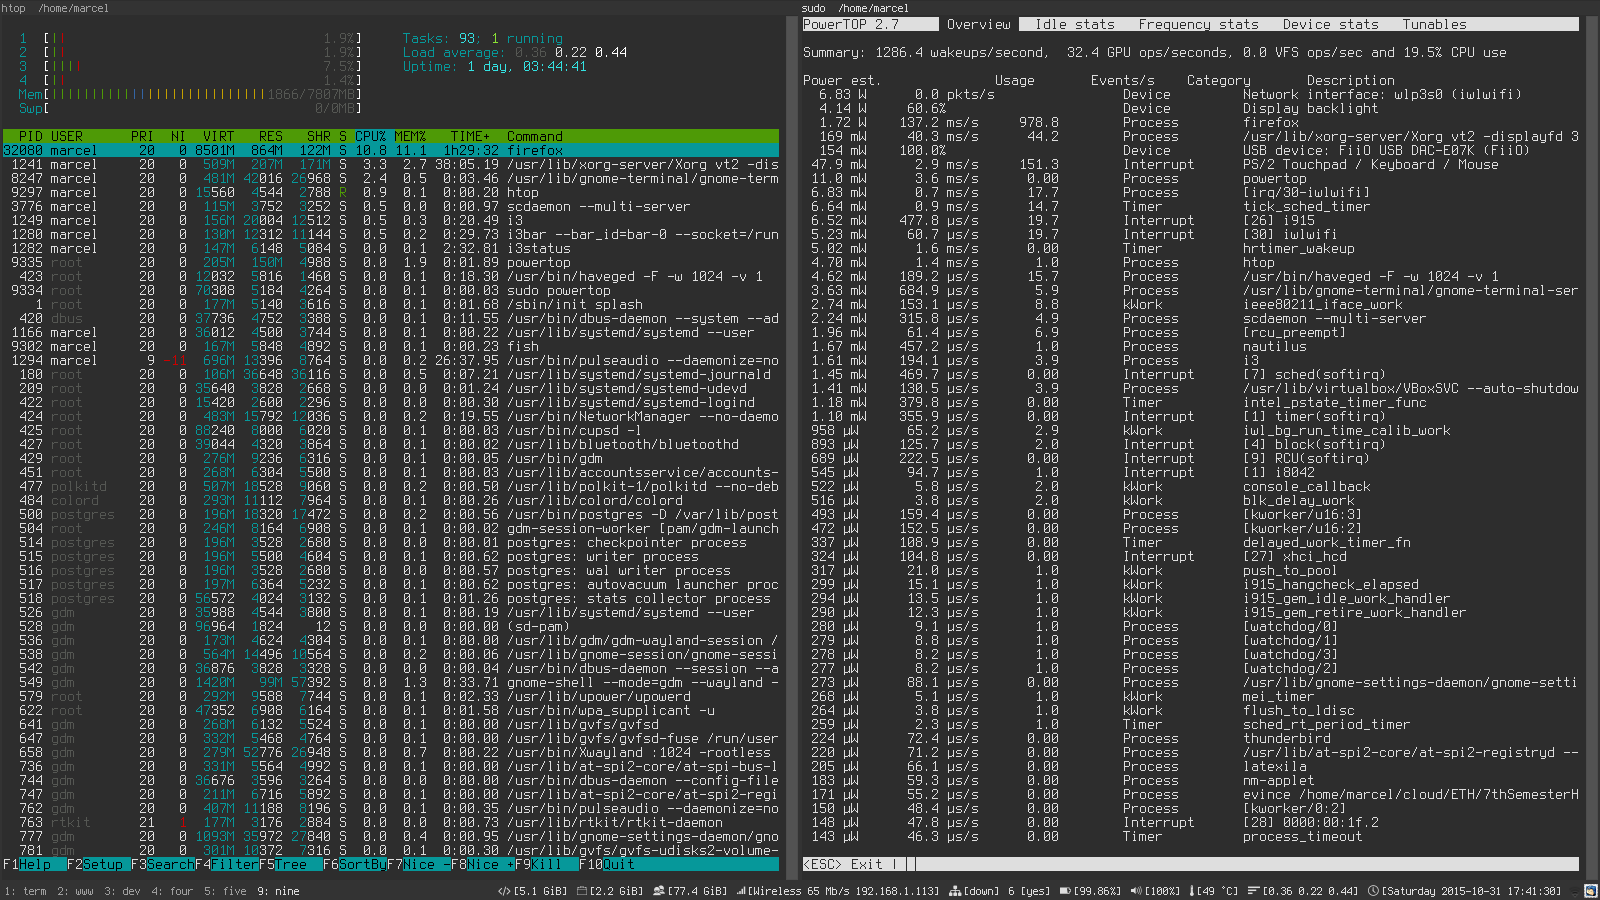 htop  /home/marcel
1  [|| 1.9%]
2  [|| 1.9%]
3  [|||| 7.5%]
4  [|| 1.4%]
Mem[||||||||||||||||||||||||||| 1866/7807MB]
Swp[ 0/0MB]
Tasks: 93; 1 running
Load average: 0.36 0.22 0.44
Uptime: 1 day, 03:44:41
PID USER PRI NI VIRT RES SHR S CPU% MEM% TIME+ Command
32080 marcel 20 0 8501M 864M 122M S 10.8 11.1 1h29:32 firefox
1241 marcel 20 0 509M 207M 171M S 3.3 2.7 38:05.19 /usr/lib/xorg-server/Xorg vt2 -dis
8247 marcel 20 0 481M 42016 26968 S 2.4 0.5 0:03.46 /usr/lib/gnome-terminal/gnome-term
9297 marcel 20 0 15560 4544 2788 R 0.9 0.1 0:00.20 htop
3776 marcel 20 0 115M 3752 3252 S 0.5 0.0 0:00.97 scdaemon --multi-server
1249 marcel 20 0 156M 20004 12512 S 0.5 0.3 0:20.49 i3
1280 marcel 20 0 130M 12312 11144 S 0.5 0.2 0:29.73 i3bar --bar_id=bar-0 --socket=/run
1282 marcel 20 0 147M 6148 5084 S 0.0 0.1 2:32.81 i3status
9335 root 20 0 205M 150M 4988 S 0.0 1.9 0:01.89 powertop
423 root 20 0 12032 5816 1460 S 0.0 0.1 0:18.30 /usr/bin/haveged -F -w 1024 -v 1
9334 root 20 0 70308 5184 4264 S 0.0 0.1 0:00.03 sudo powertop
1 root 20 0 177M 5140 3616 S 0.0 0.1 0:01.68 /sbin/init splash
420 dbus 20 0 37736 4752 3388 S 0.0 0.1 0:11.55 /usr/bin/dbus-daemon --system --ad
1166 marcel 20 0 36012 4500 3744 S 0.0 0.1 0:00.22 /usr/lib/systemd/systemd --user
9302 marcel 20 0 167M 5848 4892 S 0.0 0.1 0:00.23 fish
1294 marcel 9 -11 696M 13396 8764 S 0.0 0.2 26:37.95 /usr/bin/pulseaudio --daemonize=no
180 root 20 0 106M 36648 36116 S 0.0 0.5 0:07.21 /usr/lib/systemd/systemd-journald
209 root 20 0 35640 3828 2668 S 0.0 0.0 0:01.24 /usr/lib/systemd/systemd-udevd
422 root 20 0 15420 2600 2296 S 0.0 0.0 0:00.34 /usr/lib/systemd/systemd-logind
424 root 20 0 483M 15792 12036 S 0.0 0.2 0:19.55 /usr/bin/NetworkManager --no-daemo
425 root 20 0 88240 8000 6020 S 0.0 0.1 0:00.03 /usr/bin/cupsd -l
427 root 20 0 39044 4320 3864 S 0.0 0.1 0:00.02 /usr/lib/bluetooth/bluetoothd
429 root 20 0 276M 9236 6316 S 0.0 0.1 0:00.05 /usr/bin/gdm
451 root 20 0 268M 6304 5500 S 0.0 0.1 0:00.03 /usr/lib/accountsservice/accounts-
477 polkitd 20 0 507M 18528 9060 S 0.0 0.2 0:00.50 /usr/lib/polkit-1/polkitd --no-deb
484 colord 20 0 293M 11112 7964 S 0.0 0.1 0:00.26 /usr/lib/colord/colord
500 postgres 20 0 196M 18320 17472 S 0.0 0.2 0:00.56 /usr/bin/postgres -D /var/lib/post
504 root 20 0 246M 8164 6908 S 0.0 0.1 0:00.02 gdm-session-worker [pam/gdm-launch
514 postgres 20 0 196M 3528 2680 S 0.0 0.0 0:00.01 postgres: checkpointer process
515 postgres 20 0 196M 5500 4604 S 0.0 0.1 0:00.62 postgres: writer process
516 postgres 20 0 196M 3528 2680 S 0.0 0.0 0:00.57 postgres: wal writer process
517 postgres 20 0 197M 6364 5232 S 0.0 0.1 0:00.62 postgres: autovacuum launcher proc
518 postgres 20 0 56572 4024 3132 S 0.0 0.1 0:01.26 postgres: stats collector process
526 gdm 20 0 35988 4544 3800 S 0.0 0.1 0:00.19 /usr/lib/systemd/systemd --user
528 gdm 20 0 96964 1824 12 S 0.0 0.0 0:00.00 (sd-pam)
536 gdm 20 0 173M 4624 4304 S 0.0 0.1 0:00.00 /usr/lib/gdm/gdm-wayland-session /
538 gdm 20 0 564M 14496 10564 S 0.0 0.2 0:00.06 /usr/lib/gnome-session/gnome-sessi
542 gdm 20 0 36876 3828 3328 S 0.0 0.0 0:00.04 /usr/bin/dbus-daemon --session --a
549 gdm 20 0 1420M 99M 57392 S 0.0 1.3 0:33.71 gnome-shell --mode=gdm --wayland -
579 root 20 0 292M 9588 7744 S 0.0 0.1 0:02.33 /usr/lib/upower/upowerd
622 root 20 0 47352 6908 6164 S 0.0 0.1 0:01.58 /usr/bin/wpa_supplicant -u
641 gdm 20 0 268M 6132 5524 S 0.0 0.1 0:00.00 /usr/lib/gvfs/gvfsd
647 gdm 20 0 332M 5468 4764 S 0.0 0.1 0:00.00 /usr/lib/gvfs/gvfsd-fuse /run/user
658 gdm 20 0 279M 52776 26948 S 0.0 0.7 0:00.22 /usr/bin/Xwayland :1024 -rootless
736 gdm 20 0 331M 5564 4992 S 0.0 0.1 0:00.00 /usr/lib/at-spi2-core/at-spi-bus-l
744 gdm 20 0 36676 3596 3264 S 0.0 0.0 0:00.00 /usr/bin/dbus-daemon --config-file
747 gdm 20 0 211M 6716 5892 S 0.0 0.1 0:00.00 /usr/lib/at-spi2-core/at-spi2-regi
762 gdm 20 0 407M 11188 8196 S 0.0 0.1 0:00.35 /usr/bin/pulseaudio --daemonize=no
763 rtkit 21 1 177M 3176 2884 S 0.0 0.0 0:00.73 /usr/lib/rtkit/rtkit-daemon
777 gdm 20 0 1093M 35972 27840 S 0.0 0.4 0:00.95 /usr/lib/gnome-settings-daemon/gno
781 gdm 20 0 301M 10372 8372 S 0.0 0.1 0:00.05 /usr/lib/gvfs/gvfs-udisks2-volume-
F1Help F2Setup F3SearchF4FilterF5Tree F6SortByF7Nice -F8Nice +F9Kill F10Quit
sudo  /home/marcel
PowerTOP 2.7 Overview Idle stats Frequency stats Device stats Tunables
Summary: 1286.4 wakeups/second, 32.4 GPU ops/seconds, 0.0 VFS ops/sec and 19.5% CPU use
Power est. Usage Events/s Category Description
6.83 W 0.0 pkts/s Device Network interface: wlp3s0 (iwlwifi)
4.14 W 60.6% Device Display backlight
1.72 W 137.2 ms/s 978.8 Process firefox
169 mW 40.3 ms/s 44.2 Process /usr/lib/xorg-server/Xorg vt2 -displayfd 3
154 mW 100.0% Device USB device: FiiO USB DAC-E07K (FiiO)
47.9 mW 2.9 ms/s 151.3 Interrupt PS/2 Touchpad / Keyboard / Mouse
11.0 mW 3.6 ms/s 0.00 Process powertop
6.83 mW 0.7 ms/s 17.7 Process [irq/30-iwlwifi]
6.64 mW 0.9 ms/s 14.7 Timer tick_sched_timer
6.52 mW 477.8 µs/s 19.7 Interrupt [26] i915
5.23 mW 60.7 µs/s 19.7 Interrupt [30] iwlwifi
5.02 mW 1.6 ms/s 0.00 Timer hrtimer_wakeup
4.70 mW 1.4 ms/s 1.0 Process htop
4.62 mW 189.2 µs/s 15.7 Process /usr/bin/haveged -F -w 1024 -v 1
3.63 mW 684.9 µs/s 5.9 Process /usr/lib/gnome-terminal/gnome-terminal-ser
2.74 mW 153.1 µs/s 8.8 kWork ieee80211_iface_work
2.24 mW 315.8 µs/s 4.9 Process scdaemon --multi-server
1.96 mW 61.4 µs/s 6.9 Process [rcu_preempt]
1.67 mW 457.2 µs/s 1.0 Process nautilus
1.61 mW 194.1 µs/s 3.9 Process i3
1.45 mW 469.7 µs/s 0.00 Interrupt [7] sched(softirq)
1.41 mW 130.5 µs/s 3.9 Process /usr/lib/virtualbox/VBoxSVC --auto-shutdow
1.18 mW 379.8 µs/s 0.00 Timer intel_pstate_timer_func
1.10 mW 355.9 µs/s 0.00 Interrupt [1] timer(softirq)
958 µW 65.2 µs/s 2.9 kWork iwl_bg_run_time_calib_work
893 µW 125.7 µs/s 2.0 Interrupt [4] block(softirq)
689 µW 222.5 µs/s 0.00 Interrupt [9] RCU(softirq)
545 µW 94.7 µs/s 1.0 Interrupt [1] i8042
522 µW 5.8 µs/s 2.0 kWork console_callback
516 µW 3.8 µs/s 2.0 kWork blk_delay_work
493 µW 159.4 µs/s 0.00 Process [kworker/u16:3]
472 µW 152.5 µs/s 0.00 Process [kworker/u16:2]
337 µW 108.9 µs/s 0.00 Timer delayed_work_timer_fn
324 µW 104.8 µs/s 0.00 Interrupt [27] xhci_hcd
317 µW 21.0 µs/s 1.0 kWork push_to_pool
299 µW 15.1 µs/s 1.0 kWork i915_hangcheck_elapsed
294 µW 13.5 µs/s 1.0 kWork i915_gem_idle_work_handler
290 µW 12.3 µs/s 1.0 kWork i915_gem_retire_work_handler
280 µW 9.1 µs/s 1.0 Process [watchdog/0]
279 µW 8.8 µs/s 1.0 Process [watchdog/1]
278 µW 8.2 µs/s 1.0 Process [watchdog/3]
277 µW 8.2 µs/s 1.0 Process [watchdog/2]
273 µW 88.1 µs/s 0.00 Process /usr/lib/gnome-settings-daemon/gnome-setti
268 µW 5.1 µs/s 1.0 kWork mei_timer
264 µW 3.8 µs/s 1.0 kWork flush_to_ldisc
259 µW 2.3 µs/s 1.0 Timer sched_rt_period_timer
224 µW 72.4 µs/s 0.00 Process thunderbird
220 µW 71.2 µs/s 0.00 Process /usr/lib/at-spi2-core/at-spi2-registryd --
205 µW 66.1 µs/s 0.00 Process latexila
183 µW 59.3 µs/s 0.00 Process nm-applet
171 µW 55.2 µs/s 0.00 Process evince /home/marcel/cloud/ETH/7thSemesterH
150 µW 48.4 µs/s 0.00 Process [kworker/0:2]
148 µW 47.8 µs/s 0.00 Interrupt [28] 0000:00:1f.2
143 µW 46.3 µs/s 0.00 Timer process_timeout
<ESC> Exit |
1: term 2: www 3: dev 4: four 5: five 9: nine
[5.1 GiB] [2.2 GiB] [77.4 GiB] [Wireless 65 Mb/s 192.168.1.113] [down] 6 [yes] [99.86%] [100%] [49 °C] [0.36 0.22 0.44] [Saturday 2015-10-31 17:41:30]